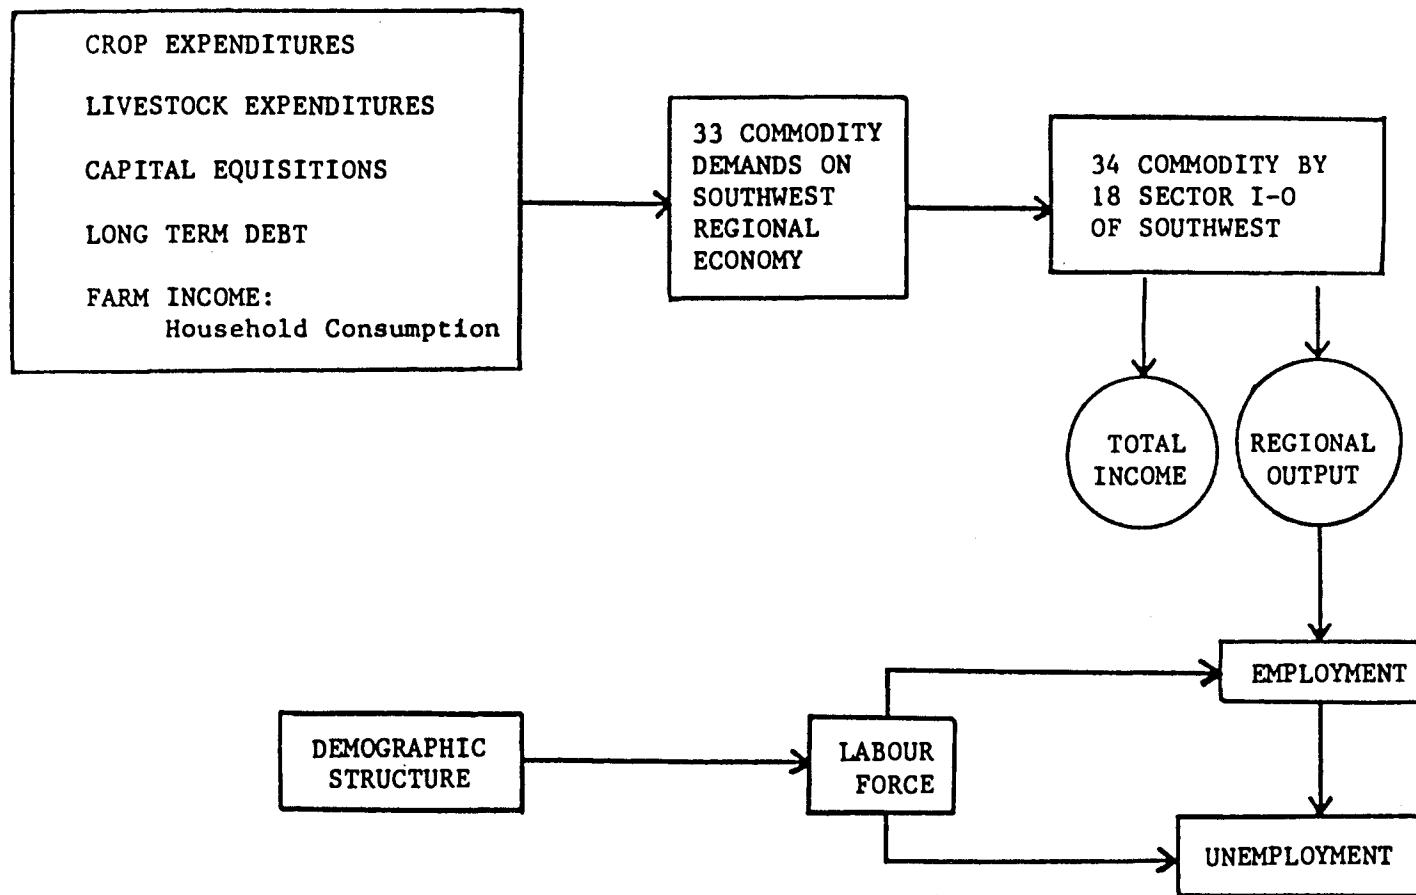 CROP EXPENDITURES
LIVESTOCK EXPENDITURES
CAPITAL EQUISITIONS
LONG TERM DEBT
FARM INCOME:
Household Consumption
33 COMMODITY
DEMANDS ON
SOUTHWEST
REGIONAL
ECONOMY
34 COMMODITY BY
18 SECTOR I-O
OF SOUTHWEST
TOTAL
INCOME
REGIONAL
OUTPUT
EMPLOYMENT
DEMOGRAPHIC
STRUCTURE
LABOUR
FORCE
UNEMPLOYMENT